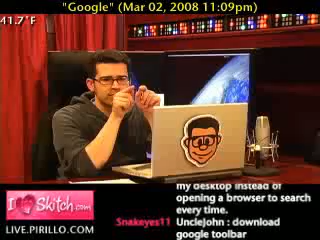 "Google" (Mar 02, 2008 11:09pm)
41.7°F
I Skitch.com
LIVE.PIRILLO.COM
my desktop instead of
opening a browser to search
every time.
Snakeyes11 UncleJohn : download
google toolbar